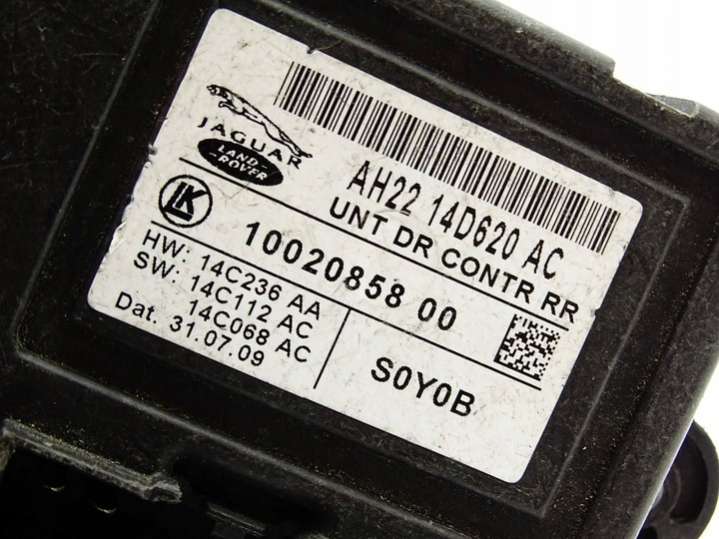 JAGUAR
LAND-
-ROVER
AH22 14D620 AC
UNT DR CONTR RR
LK
10020858 00
HW: 14C236 AA
SW: 14C112 AC
14C068 AC
Dat. 31.07.09
S0Y0B